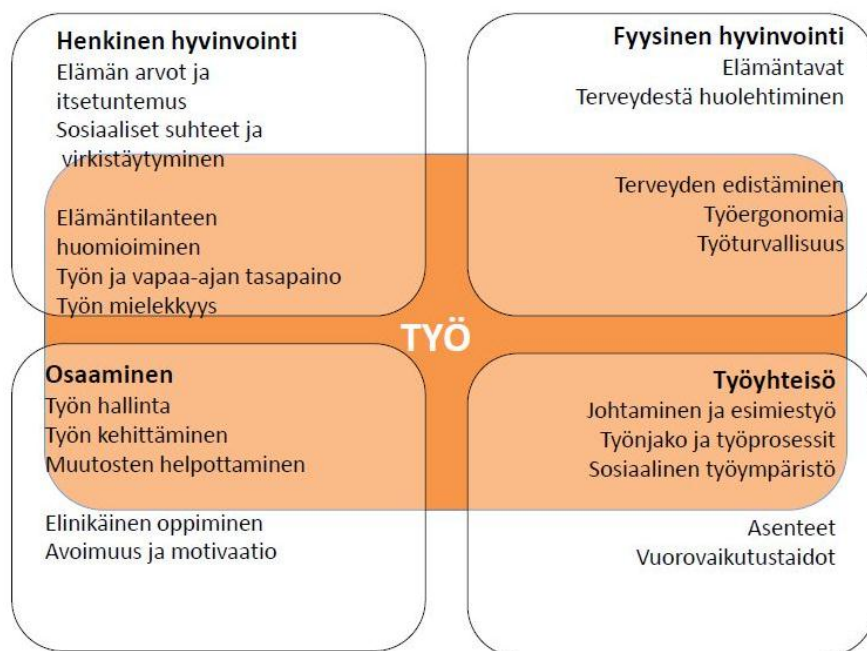 Henkinen hyvinvointi
Elämän arvot ja
itsetuntemus
Sosiaaliset suhteet ja
virkistäytyminen
Elämäntilanteen
huomioiminen
Työn ja vapaa-ajan tasapaino
Työn mielekkyys
Fyysinen hyvinvointi
Elämäntavat
Terveydestä huolehtiminen
Terveyden edistäminen
Työergonomia
Työturvallisuus
TYÖ
Osaaminen
Työn hallinta
Työn kehittäminen
Muutosten helpottaminen
Elinikäinen oppiminen
Avoimuus ja motivaatio
Työyhteisö
Johtaminen ja esimiestyö
Työnjako ja työprosessit
Sosiaalinen työympäristö
Asenteet
Vuorovaikutustaidot